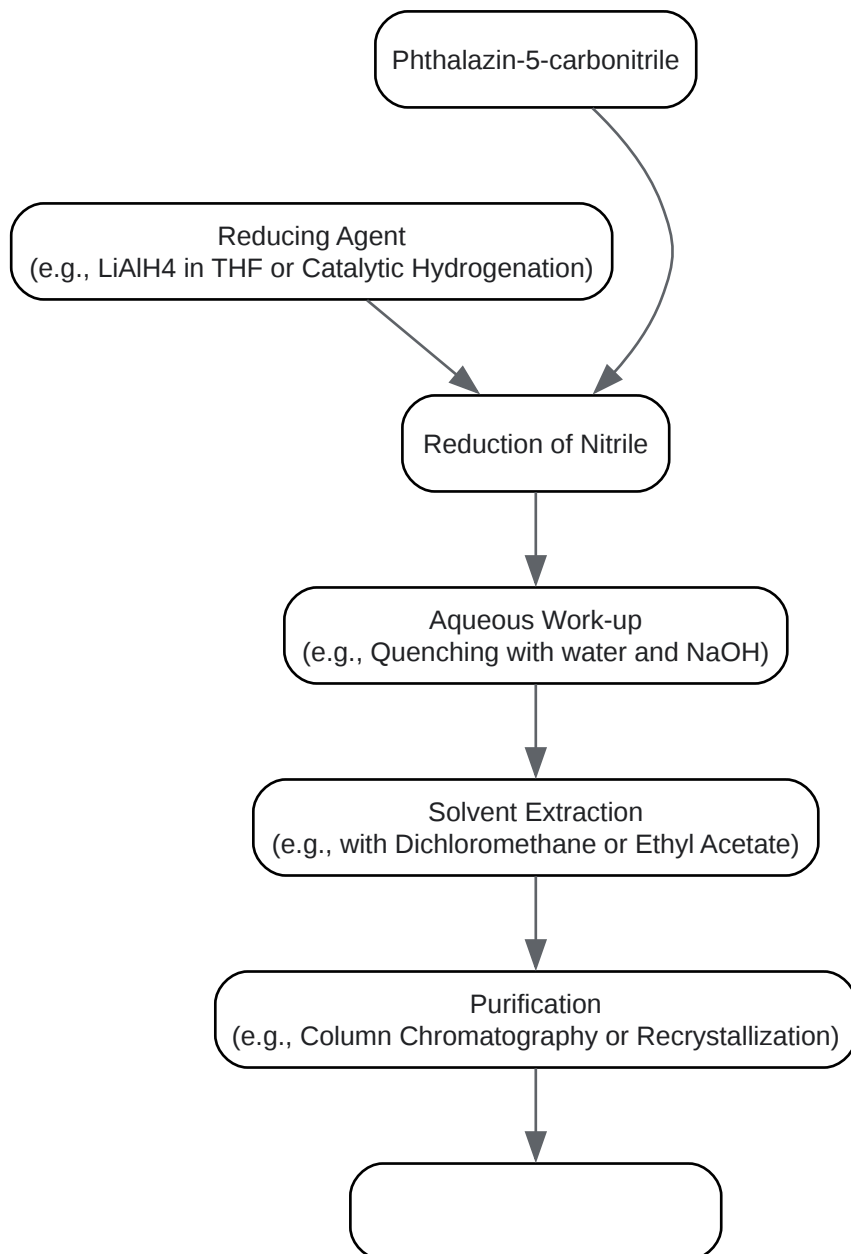 Phthalazin-5-carbonitrile
Reducing Agent
(e.g., LiAlH4 in THF or Catalytic Hydrogenation)
Reduction of Nitrile
Aqueous Work-up
(e.g., Quenching with water and NaOH)
Solvent Extraction
(e.g., with Dichloromethane or Ethyl Acetate)
Purification
(e.g., Column Chromatography or Recrystallization)